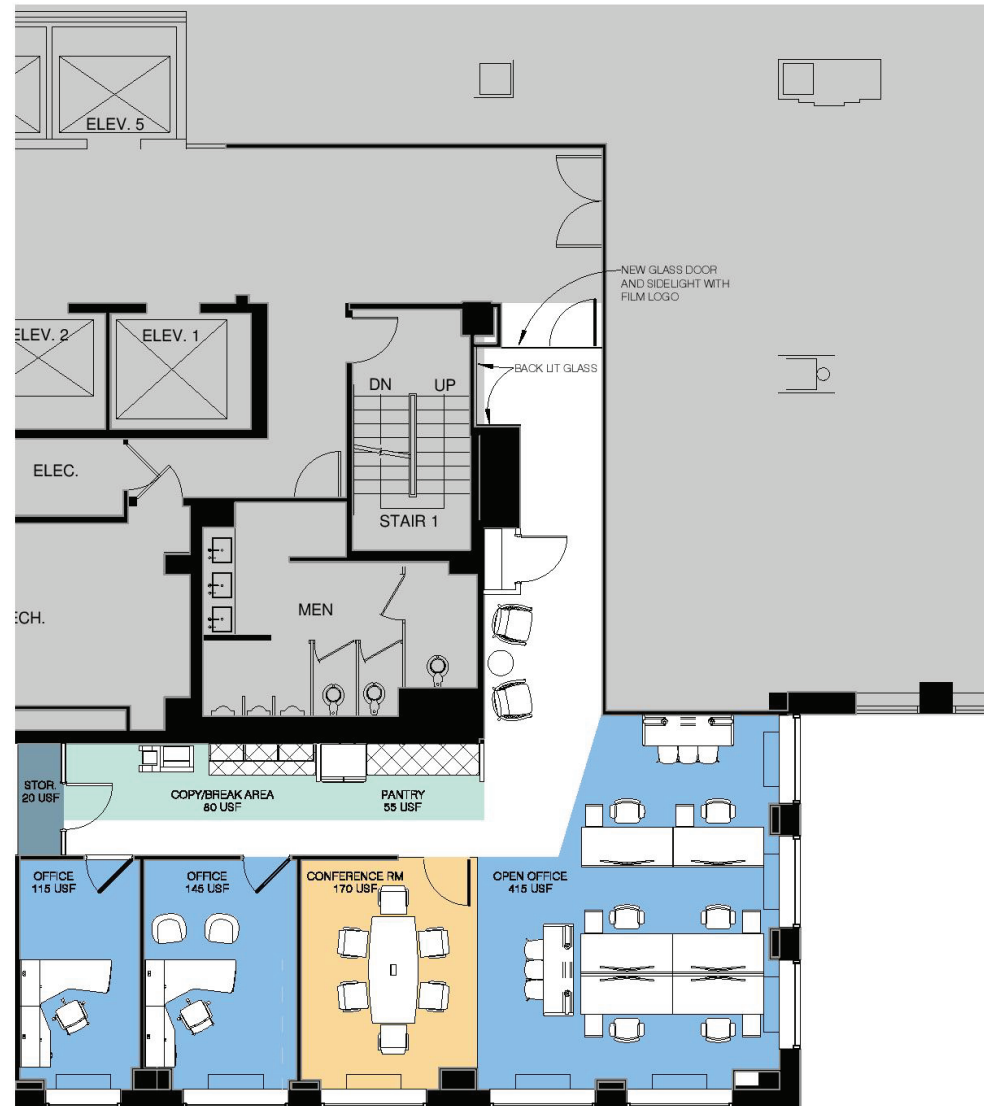 ELEV. 5
NEW GLASS DOOR
AND SIDELIGHT WITH
FILM LOGO
ELEV. 2
ELEV. 1
BACK LIT GLASS
DN
UP
ELEC.
STAIR 1
MEN
ECH.
STOR.
20 USF
COPY/BREAK AREA
80 USF
PANTRY
55 USF
OFFICE
115 USF
OFFICE
145 USF
CONFERENCE RM
170 USF
OPEN OFFICE
415 USF